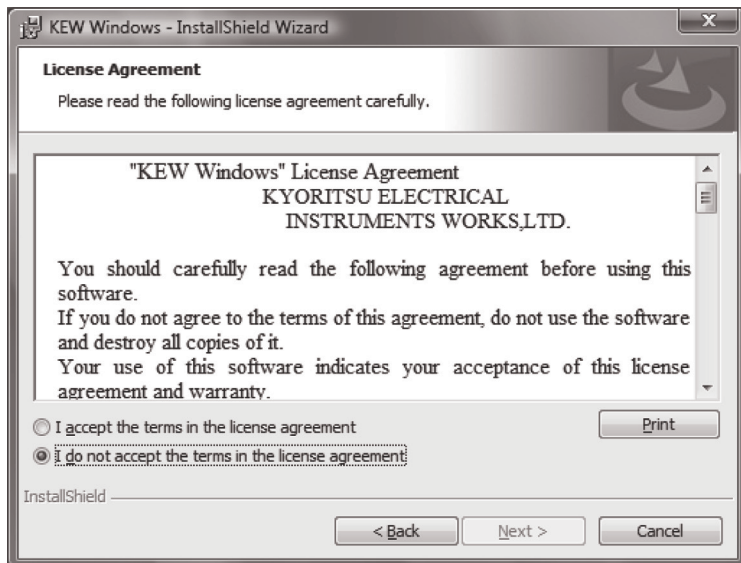 KEW Windows - InstallShield Wizard
License Agreement
Please read the following license agreement carefully.
"KEW Windows" License Agreement
KYORITSU ELECTRICAL
INSTRUMENTS WORKS,LTD.
You should carefully read the following agreement before using this
software.
If you do not agree to the terms of this agreement, do not use the software
and destroy all copies of it.
Your use of this software indicates your acceptance of this license
agreement and warranty.
I accept the terms in the license agreement
Print
I do not accept the terms in the license agreement
InstallShield
< Back
Next >
Cancel